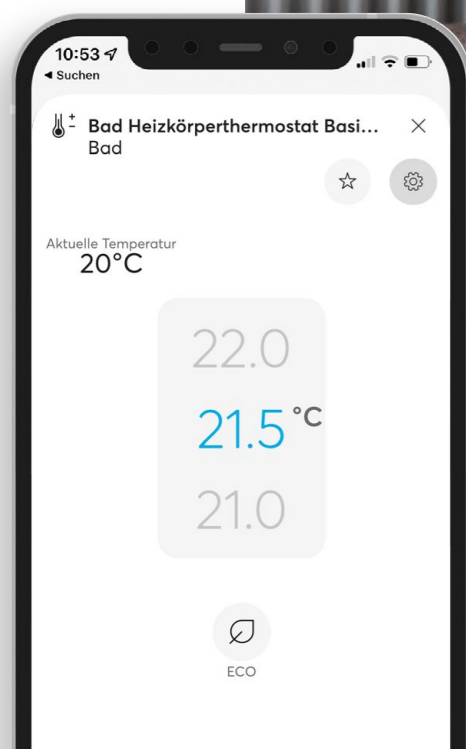 10:53
Suchen
Bad Heizkörperthermostat Basi...
Bad
Aktuelle Temperatur
20°C
22.0
21.5 °C
21.0
ECO